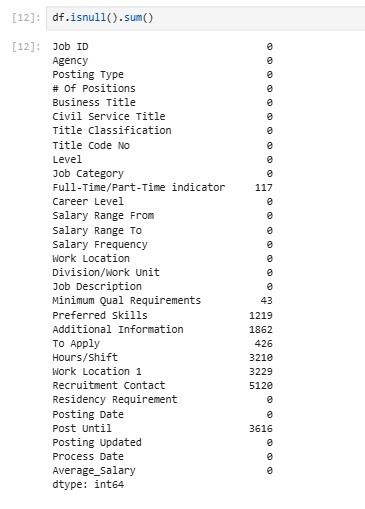 [12]: df.isnull().sum()
[12]: Job ID 0
Agency 0
Posting Type 0
# Of Positions 0
Business Title 0
Civil Service Title 0
Title Classification 0
Title Code No 0
Level 0
Job Category 0
Full-Time/Part-Time indicator 117
Career Level 0
Salary Range From 0
Salary Range To 0
Salary Frequency 0
Work Location 0
Division/Work Unit 0
Job Description 0
Minimum Qual Requirements 43
Preferred Skills 1219
Additional Information 1862
To Apply 426
Hours/Shift 3210
Work Location 1 3229
Recruitment Contact 5120
Residency Requirement 0
Posting Date 0
Post Until 3616
Posting Updated 0
Process Date 0
Average_Salary 0
dtype: int64